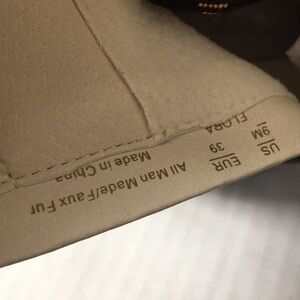 US EUR
9M 39
FLORA
All Man Made/Faux Fur
Made in China